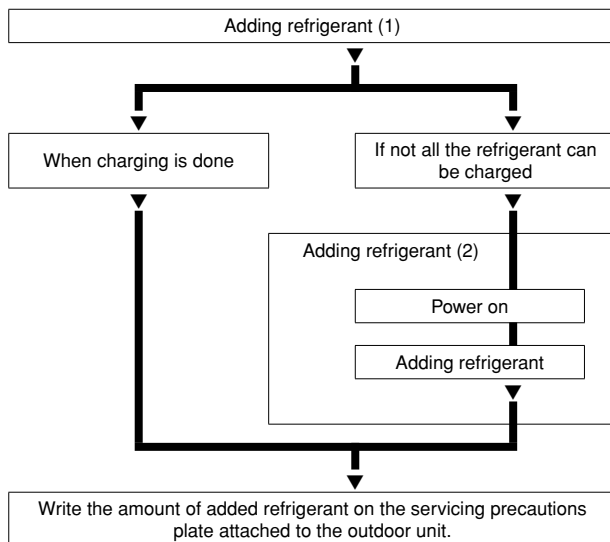 Adding refrigerant (1)
When charging is done
If not all the refrigerant can
be charged
Adding refrigerant (2)
Power on
Adding refrigerant
Write the amount of added refrigerant on the servicing precautions
plate attached to the outdoor unit.